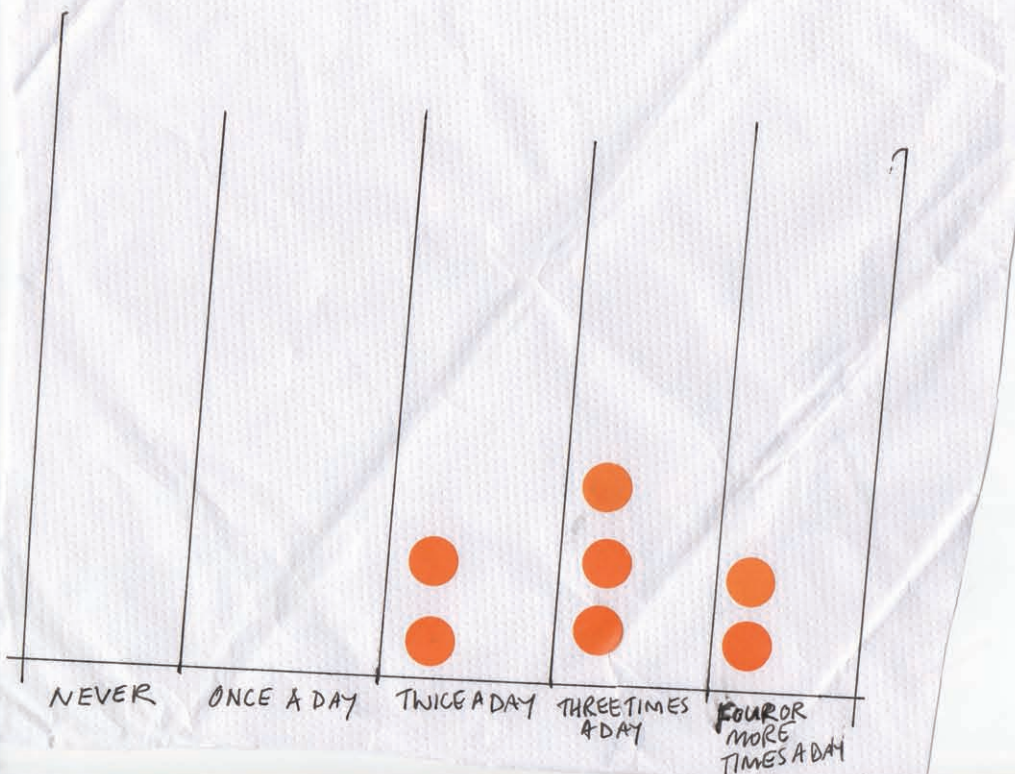 NEVER
ONCE A DAY
TWICE A DAY
THREE TIMES
A DAY
FOUR OR
MORE
TIMES A DAY